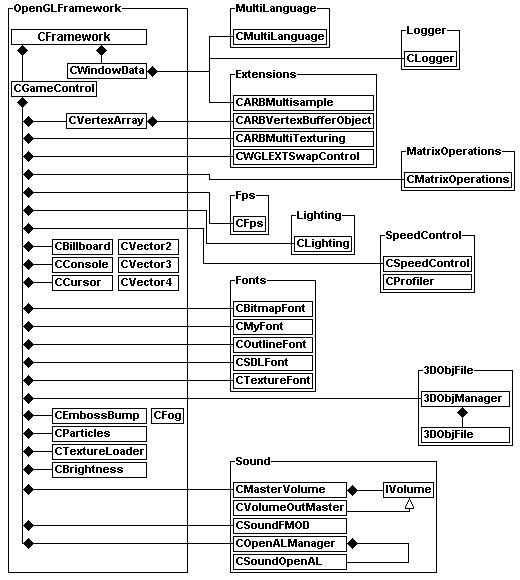 OpenGLFramework
MultiLanguage
CFramework
CMultiLanguage
Logger
CLogger
CWindowData
Extensions
CGameControl
CARBMultisample
CVertexArray
CARBVertexBufferObject
CARBMultiTexturing
CWGLEXTSwapControl
MatrixOperations
CMatrixOperations
Fps
CFps
Lighting
CLighting
SpeedControl
CBillboard
CVector2
CConsole
CVector3
CSpeedControl
CCursor
CVector4
CProfiler
Fonts
CBitmapFont
CMyFont
COutlineFont
CSDLFont
CTextureFont
3DObjFile
3DObjManager
CEmbossBump
CFog
CParticles
3DObjFile
CTextureLoader
CBrightness
Sound
CMasterVolume
IVolume
CVolumeOutMaster
CSoundFMOD
COpenALManager
CSoundOpenAL